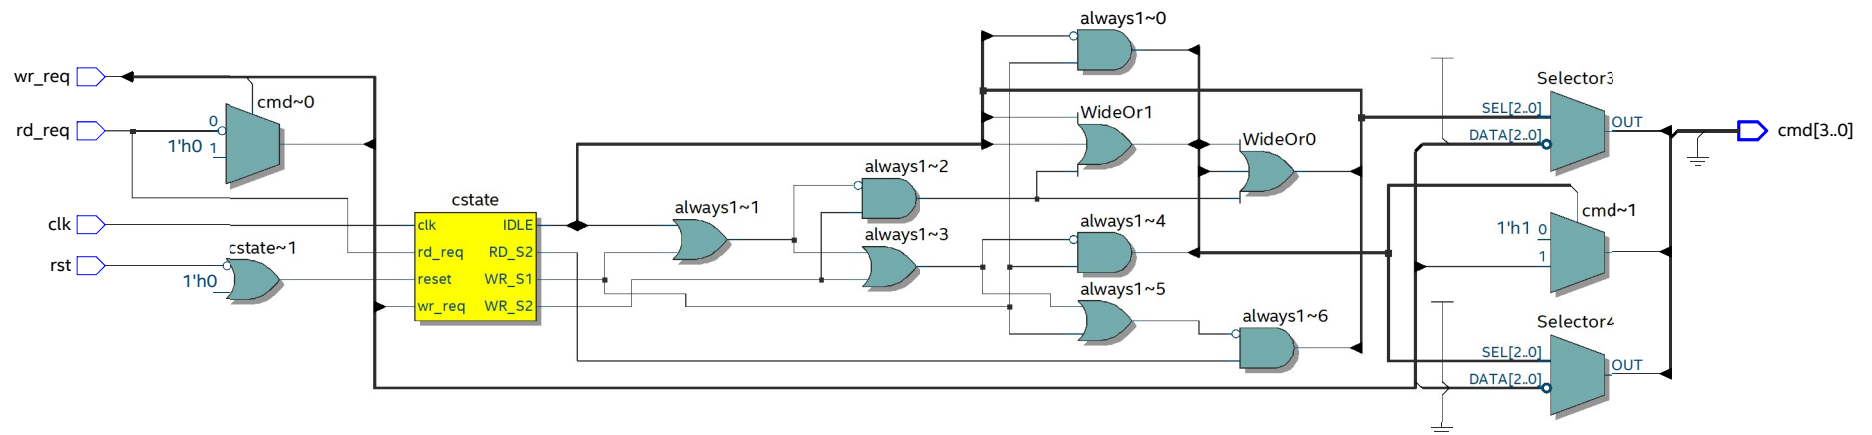 always1~0
wr_req
cmd~0
Selector3
SEL[2..0]
WideOr1
0
OUT
rd_req
cmd[3..0]
DATA[2..0]
1'h0
1
WideOr0
always1~2
cstate
always1~1
always1~4
cmd~1
clk
clk
IDLE
1'h1
0
always1~3
cstate~1
rd_req
RD_S2
1
rst
1'h0
reset
WR_S1
always1~5
wr_req
WR_S2
always1~6
Selector4
SEL[2..0]
OUT
DATA[2..0]